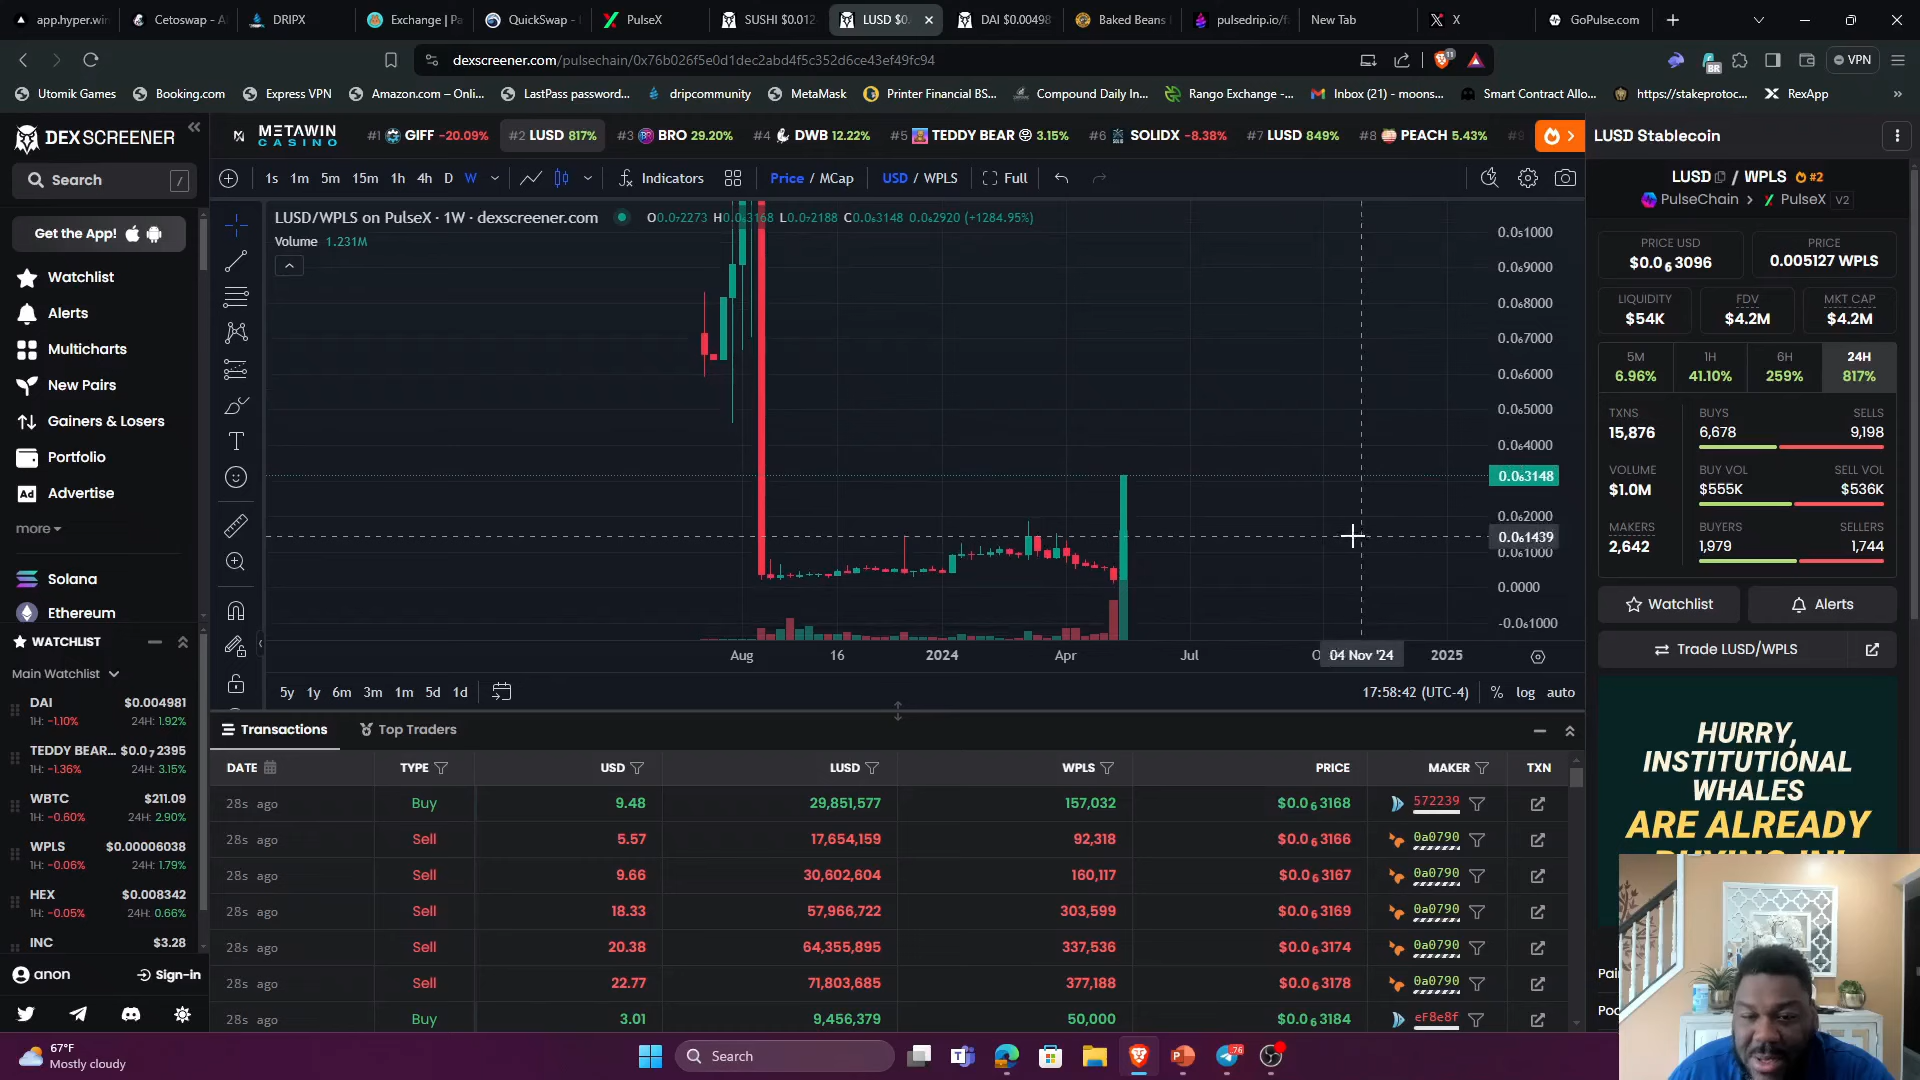 app.hyper.win
Cetoswap - A
DRIPX
Exchange | Pa
QuickSwap -
PulseX
SUSHI $0.012
LUSD $0.
DAI $0.00498
Baked Beans
pulsedrip.io/f
New Tab
X
GoPulse.com
dexscreener.com/pulsechain/0x76b026f5e0d1dec2abd4f5c352d6ce43ef49fc94
11
BR
VPN
Utomik Games
Booking.com
Express VPN
Amazon.com – Onli...
LastPass password...
dripcommunity
MetaMask
Printer Financial BS...
Compound Daily In...
Rango Exchange -...
Inbox (21) - moons...
Smart Contract Allo...
https://stakeprotoc...
RexApp
DEXSCREENER
METAWIN
CASINO
#1 GIFF -20.09%
#2 LUSD 817%
#3 BRO 29.20%
#4 DWB 12.22%
#5 TEDDY BEAR 3.15%
#6 SOLIDX -8.38%
#7 LUSD 849%
#8 PEACH 5.43%
LUSD Stablecoin
Search /
1s 1m 5m 15m 1h 4h D W
Indicators
Price / MCap
USD / WPLS
Full
LUSD / WPLS #2
PulseChain > PulseX V2
Get the App!
Watchlist
Alerts
Multicharts
New Pairs
Gainers & Losers
Portfolio
Ad Advertise
more
Solana
Ethereum
LUSD/WPLS on PulseX · 1W · dexscreener.com
O0.0₇2273 H0.0₆3168 L0.0₇2188 C0.0₆3148 0.0₆2920 (+1284.95%)
Volume 1.231M
0.0₅1000
0.0₆9000
0.0₆8000
0.0₆7000
0.0₆6000
0.0₆5000
0.0₆4000
0.0₆3148
0.0₆2000
0.0₆1439
0.0₆1000
0.0000
-0.0₆1000
Aug 16 2024 Apr Jul 04 Nov '24 2025
5y 1y 6m 3m 1m 5d 1d
17:58:42 (UTC-4) % log auto
PRICE USD
$0.0₆3096
PRICE
0.005127 WPLS
LIQUIDITY
$54K
FDV
$4.2M
MKT CAP
$4.2M
5M
6.96%
1H
41.10%
6H
259%
24H
817%
TXNS
15,876
BUYS
6,678
SELLS
9,198
VOLUME
$1.0M
BUY VOL
$555K
SELL VOL
$536K
MAKERS
2,642
BUYERS
1,979
SELLERS
1,744
Watchlist
Alerts
Trade LUSD/WPLS
HURRY,
INSTITUTIONAL
WHALES
ARE ALREADY
WATCHLIST
Main Watchlist
DAI $0.004981
1H: -1.10% 24H: 1.92%
TEDDY BEAR... $0.0₇2395
1H: -1.36% 24H: 3.15%
WBTC $211.09
1H: -0.60% 24H: 2.90%
WPLS $0.00006038
1H: -0.06% 24H: 1.79%
HEX $0.008342
1H: -0.05% 24H: 0.66%
INC $3.28
anon
Sign-in
Transactions
Top Traders
DATE TYPE USD LUSD WPLS PRICE MAKER TXN
28s ago Buy 9.48 29,851,577 157,032 $0.0₆3168 572239
28s ago Sell 5.57 17,654,159 92,318 $0.0₆3166 0a0790
28s ago Sell 9.66 30,602,604 160,117 $0.0₆3167 0a0790
28s ago Sell 18.33 57,966,722 303,599 $0.0₆3169 0a0790
28s ago Sell 20.38 64,355,895 337,536 $0.0₆3174 0a0790
28s ago Sell 22.77 71,803,685 377,188 $0.0₆3178 0a0790
28s ago Buy 3.01 9,456,379 50,000 $0.0₆3184 eF8e8f
67°F
Mostly cloudy
Search
76